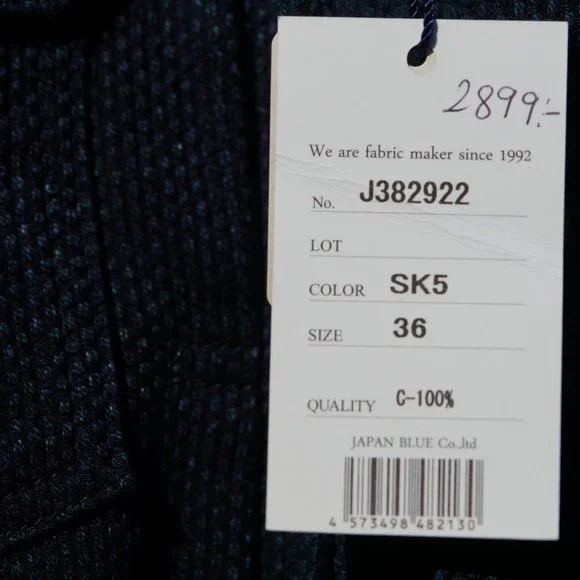 2899:-
We are fabric maker since 1992
No. J382922
LOT
COLOR SK5
SIZE 36
QUALITY C-100%
JAPAN BLUE Co.,ltd
4 573498 482130